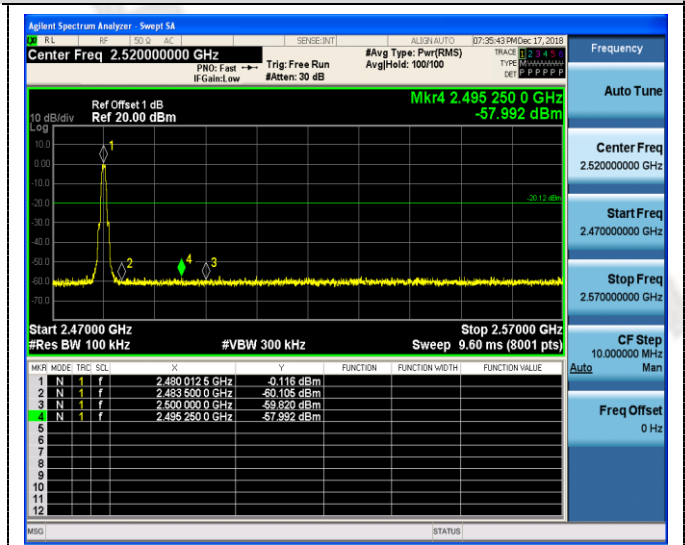 Agilent Spectrum Analyzer - Swept SA
RL RF 50 Ω AC SENSE:INT ALIGNAUTO 07:35:43 PM Dec 17, 2018
Center Freq 2.520000000 GHz
PNO: Fast
IFGain:Low
Trig: Free Run
#Atten: 30 dB
#Avg Type: Pwr(RMS)
Avg|Hold: 100/100
TRACE 1 2 3 4 5 6
TYPE M
DET P P P P P P
Mkr4 2.495 250 0 GHz
-57.992 dBm
Ref Offset 1 dB
10 dB/div Ref 20.00 dBm
Log
10.0
0.00
-10.0
-20.0
-30.0
-40.0
-50.0
-60.0
-70.0
1
2
4
3
-20.12 dBm
Start 2.47000 GHz Stop 2.57000 GHz
#Res BW 100 kHz #VBW 300 kHz Sweep 9.60 ms (8001 pts)
MKR MODE TRC SCL X Y FUNCTION FUNCTION WIDTH FUNCTION VALUE
1 N 1 f 2.480 012 5 GHz -0.116 dBm
2 N 1 f 2.483 500 0 GHz -60.105 dBm
3 N 1 f 2.500 000 0 GHz -59.820 dBm
4 N 1 f 2.495 250 0 GHz -57.992 dBm
5
6
7
8
9
10
11
12
MSG STATUS
Frequency
Auto Tune
Center Freq
2.520000000 GHz
Start Freq
2.470000000 GHz
Stop Freq
2.570000000 GHz
CF Step
10.000000 MHz
Auto Man
Freq Offset
0 Hz